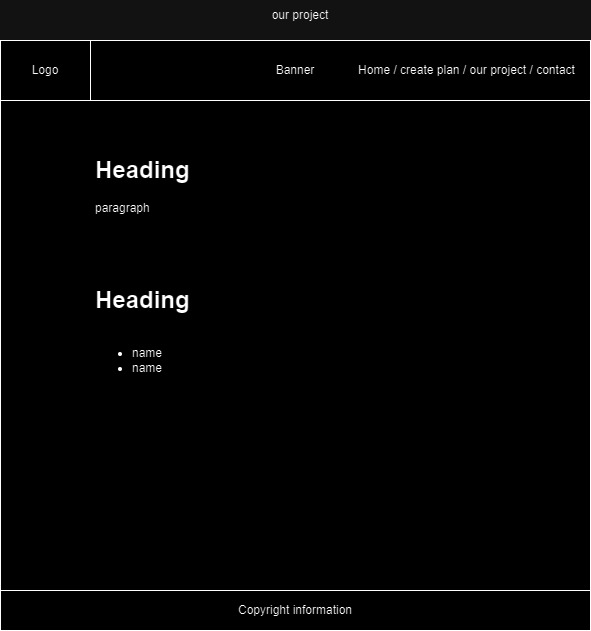 our project
Logo Banner Home / create plan / our project / contact
Heading
paragraph
Heading
name
name
Copyright information